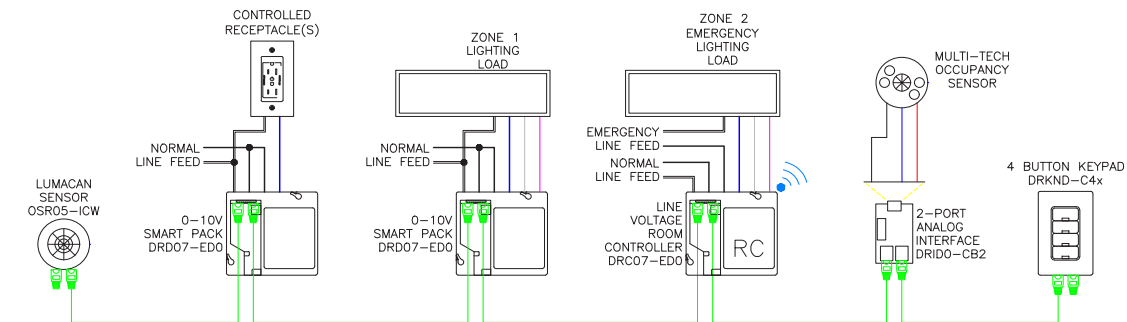 CONTROLLED
RECEPTACLE(S)
ZONE 1
LIGHTING
LOAD
ZONE 2
EMERGENCY
LIGHTING
LOAD
MULTI-TECH
OCCUPANCY
SENSOR
NORMAL
LINE FEED
NORMAL
LINE FEED
EMERGENCY
LINE FEED
NORMAL
LINE FEED
4 BUTTON KEYPAD
DRKND-C4x
LUMACAN
SENSOR
OSR05-ICW
0-10V
SMART PACK
DRD07-ED0
0-10V
SMART PACK
DRD07-ED0
LINE
VOLTAGE
ROOM
CONTROLLER
DRC07-ED0
RC
2-PORT
ANALOG
INTERFACE
DRID0-CB2